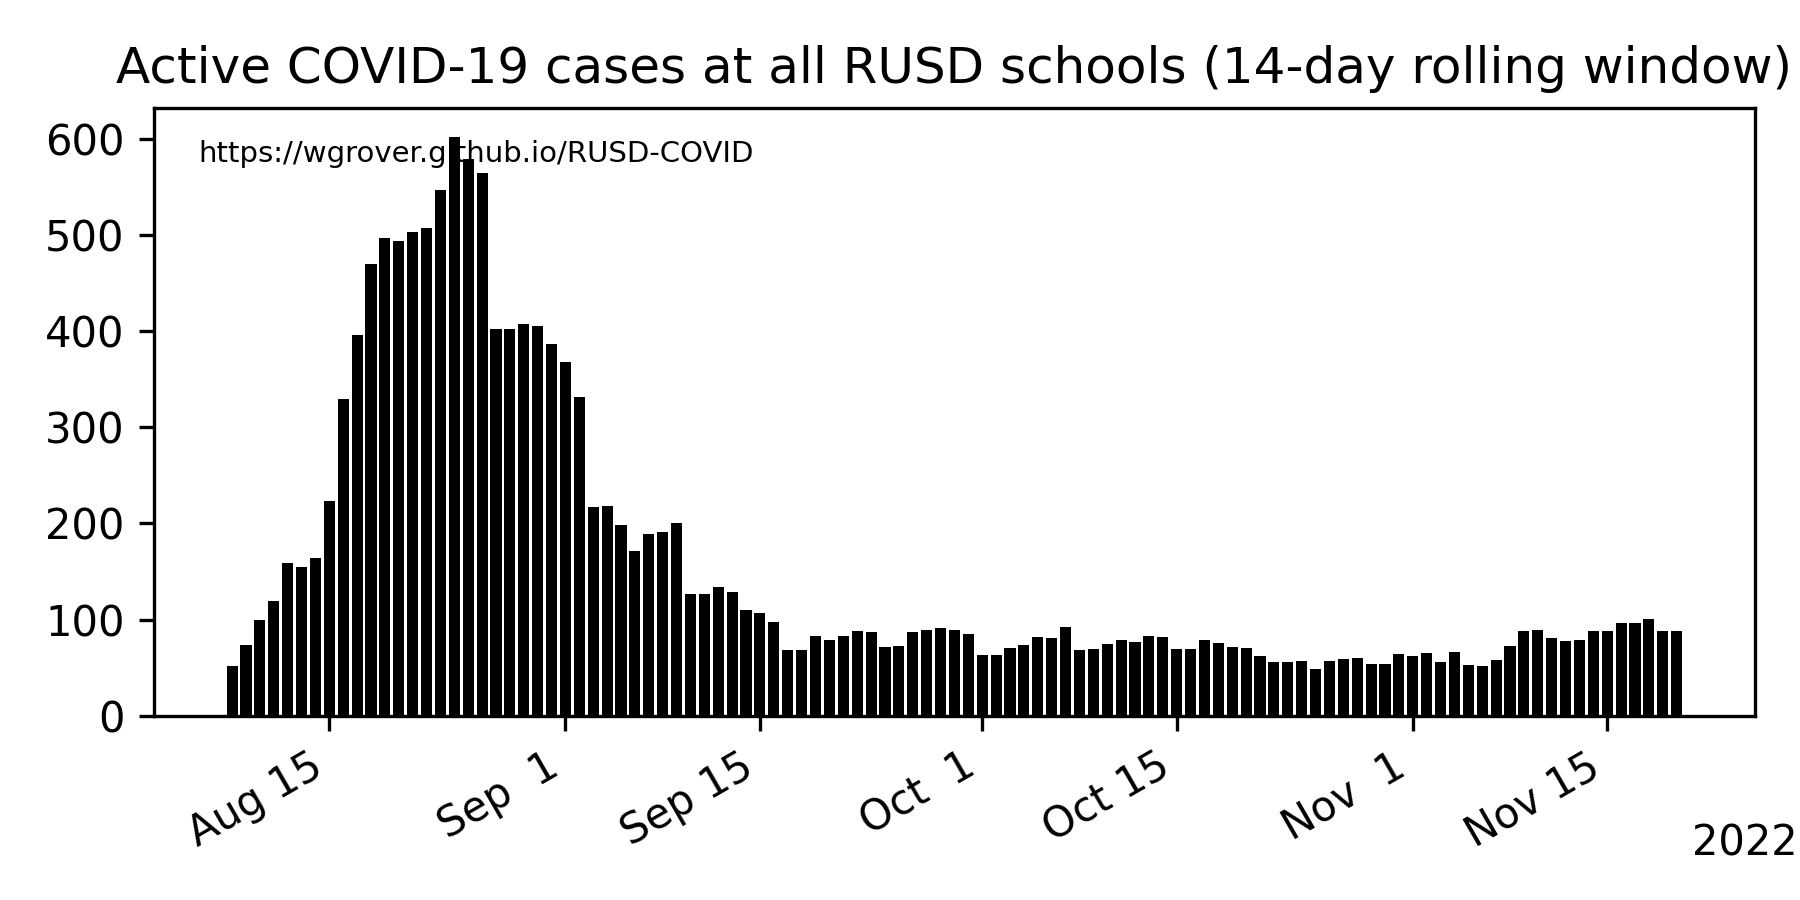 Active COVID-19 cases at all RUSD schools (14-day rolling window)
https://wgrover.github.io/RUSD-COVID
600
500
400
300
200
100
0
Aug 15
Sep 1
Sep 15
Oct 1
Oct 15
Nov 1
Nov 15
2022